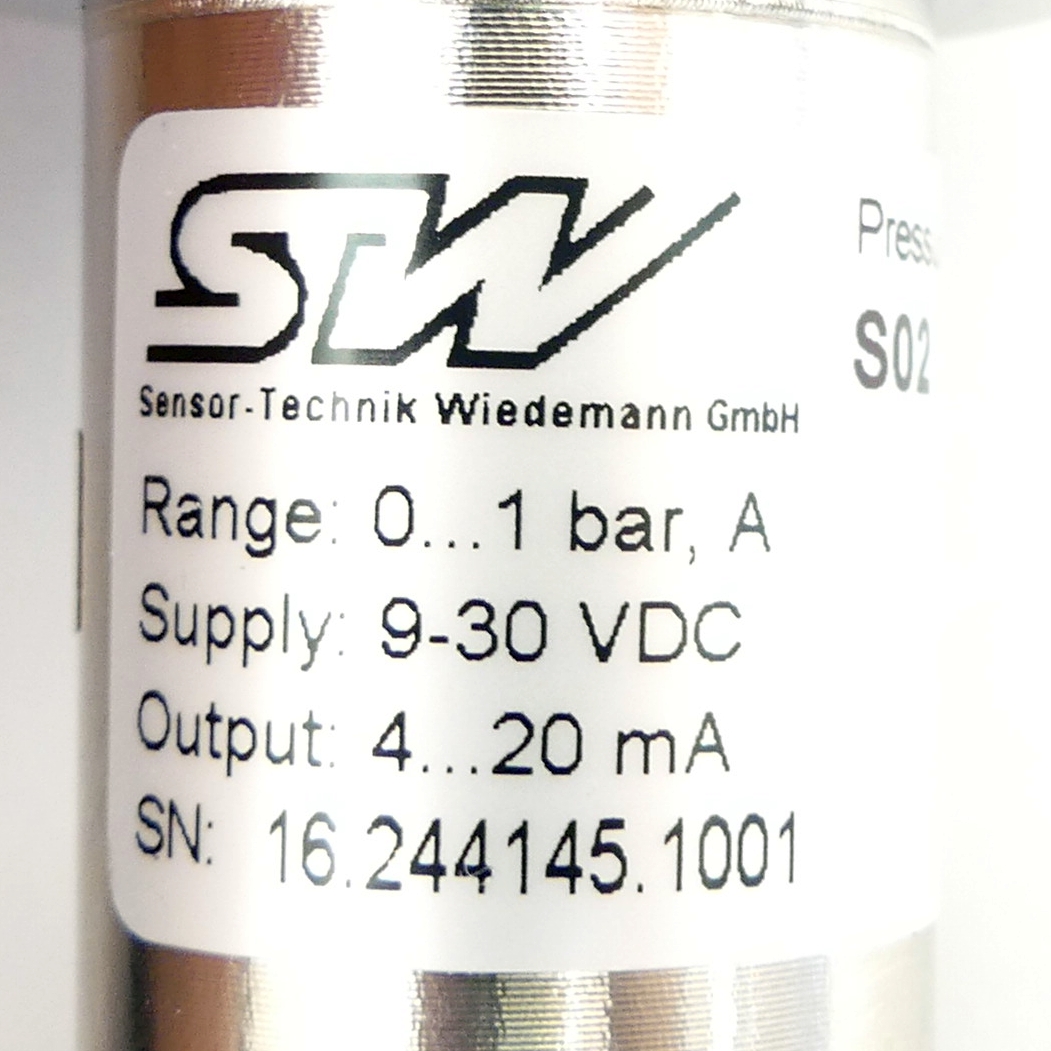 STW
Sensor-Technik Wiedemann GmbH
Range: 0...1 bar, A
Supply: 9-30 VDC
Output: 4...20 mA
SN: 16.244145.1001
S02